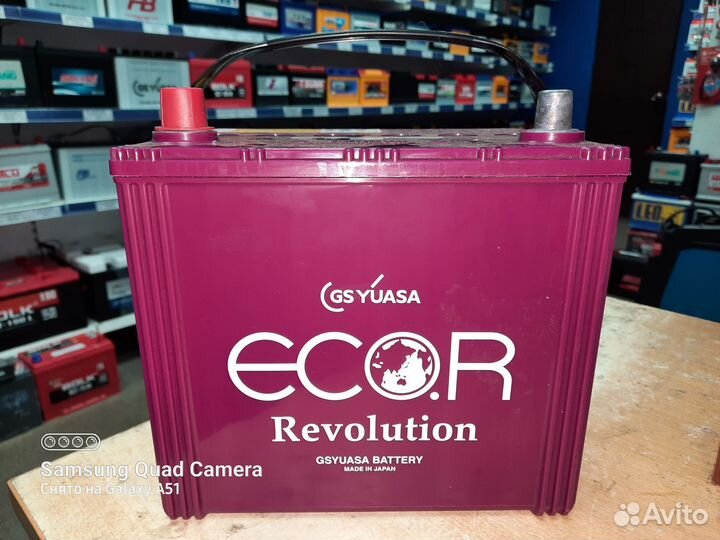 GS YUASA
ECO.R
Revolution
GSYUASA BATTERY
MADE IN JAPAN
Samsung Quad Camera
Снято на Galaxy A51
Avito